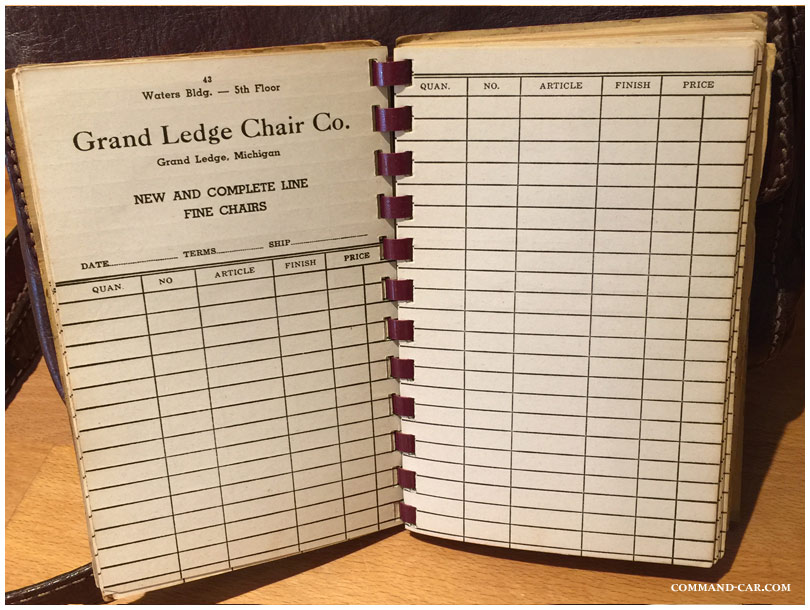 43
Waters Bldg. — 5th Floor
Grand Ledge Chair Co.
Grand Ledge, Michigan
NEW AND COMPLETE LINE
FINE CHAIRS
DATE TERMS SHIP
QUAN. NO ARTICLE FINISH PRICE
QUAN. NO. ARTICLE FINISH PRICE
COMMAND-CAR.COM